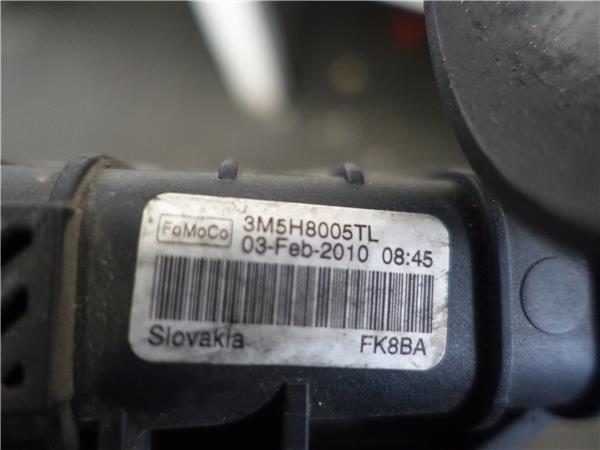 FoMoCo 3M5H8005TL
03-Feb-2010 08:45
Slovakia FK8BA